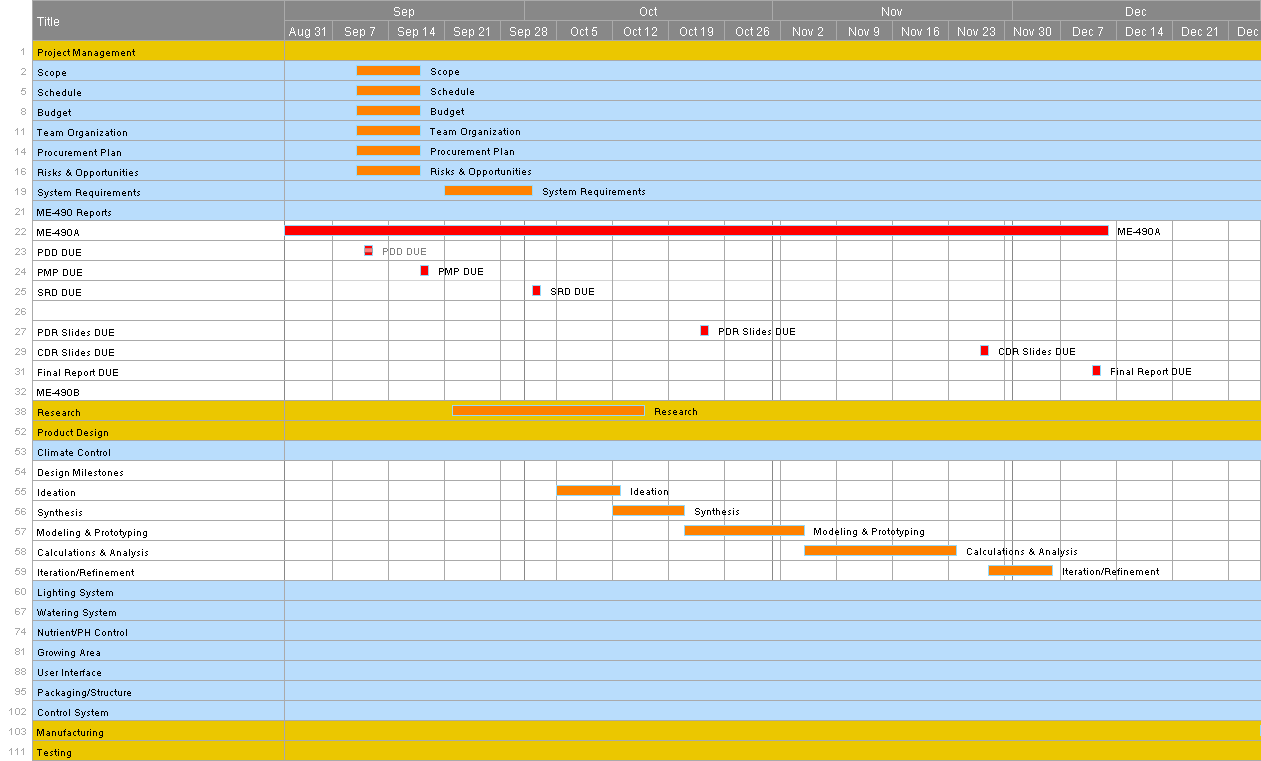 Title Sep Oct Nov Dec
Aug 31 Sep 7 Sep 14 Sep 21 Sep 28 Oct 5 Oct 12 Oct 19 Oct 26 Nov 2 Nov 9 Nov 16 Nov 23 Nov 30 Dec 7 Dec 14 Dec 21 Dec
1 Project Management
2 Scope Scope
5 Schedule Schedule
8 Budget Budget
11 Team Organization Team Organization
14 Procurement Plan Procurement Plan
16 Risks & Opportunities Risks & Opportunities
19 System Requirements System Requirements
21 ME-490 Reports
22 ME-490A ME-490A
23 PDD DUE PDD DUE
24 PMP DUE PMP DUE
25 SRD DUE SRD DUE
26
27 PDR Slides DUE PDR Slides DUE
29 CDR Slides DUE CDR Slides DUE
31 Final Report DUE Final Report DUE
32 ME-490B
38 Research Research
52 Product Design
53 Climate Control
54 Design Milestones
55 Ideation Ideation
56 Synthesis Synthesis
57 Modeling & Prototyping Modeling & Prototyping
58 Calculations & Analysis Calculations & Analysis
59 Iteration/Refinement Iteration/Refinement
60 Lighting System
67 Watering System
74 Nutrient/PH Control
81 Growing Area
88 User Interface
95 Packaging/Structure
102 Control System
103 Manufacturing
111 Testing